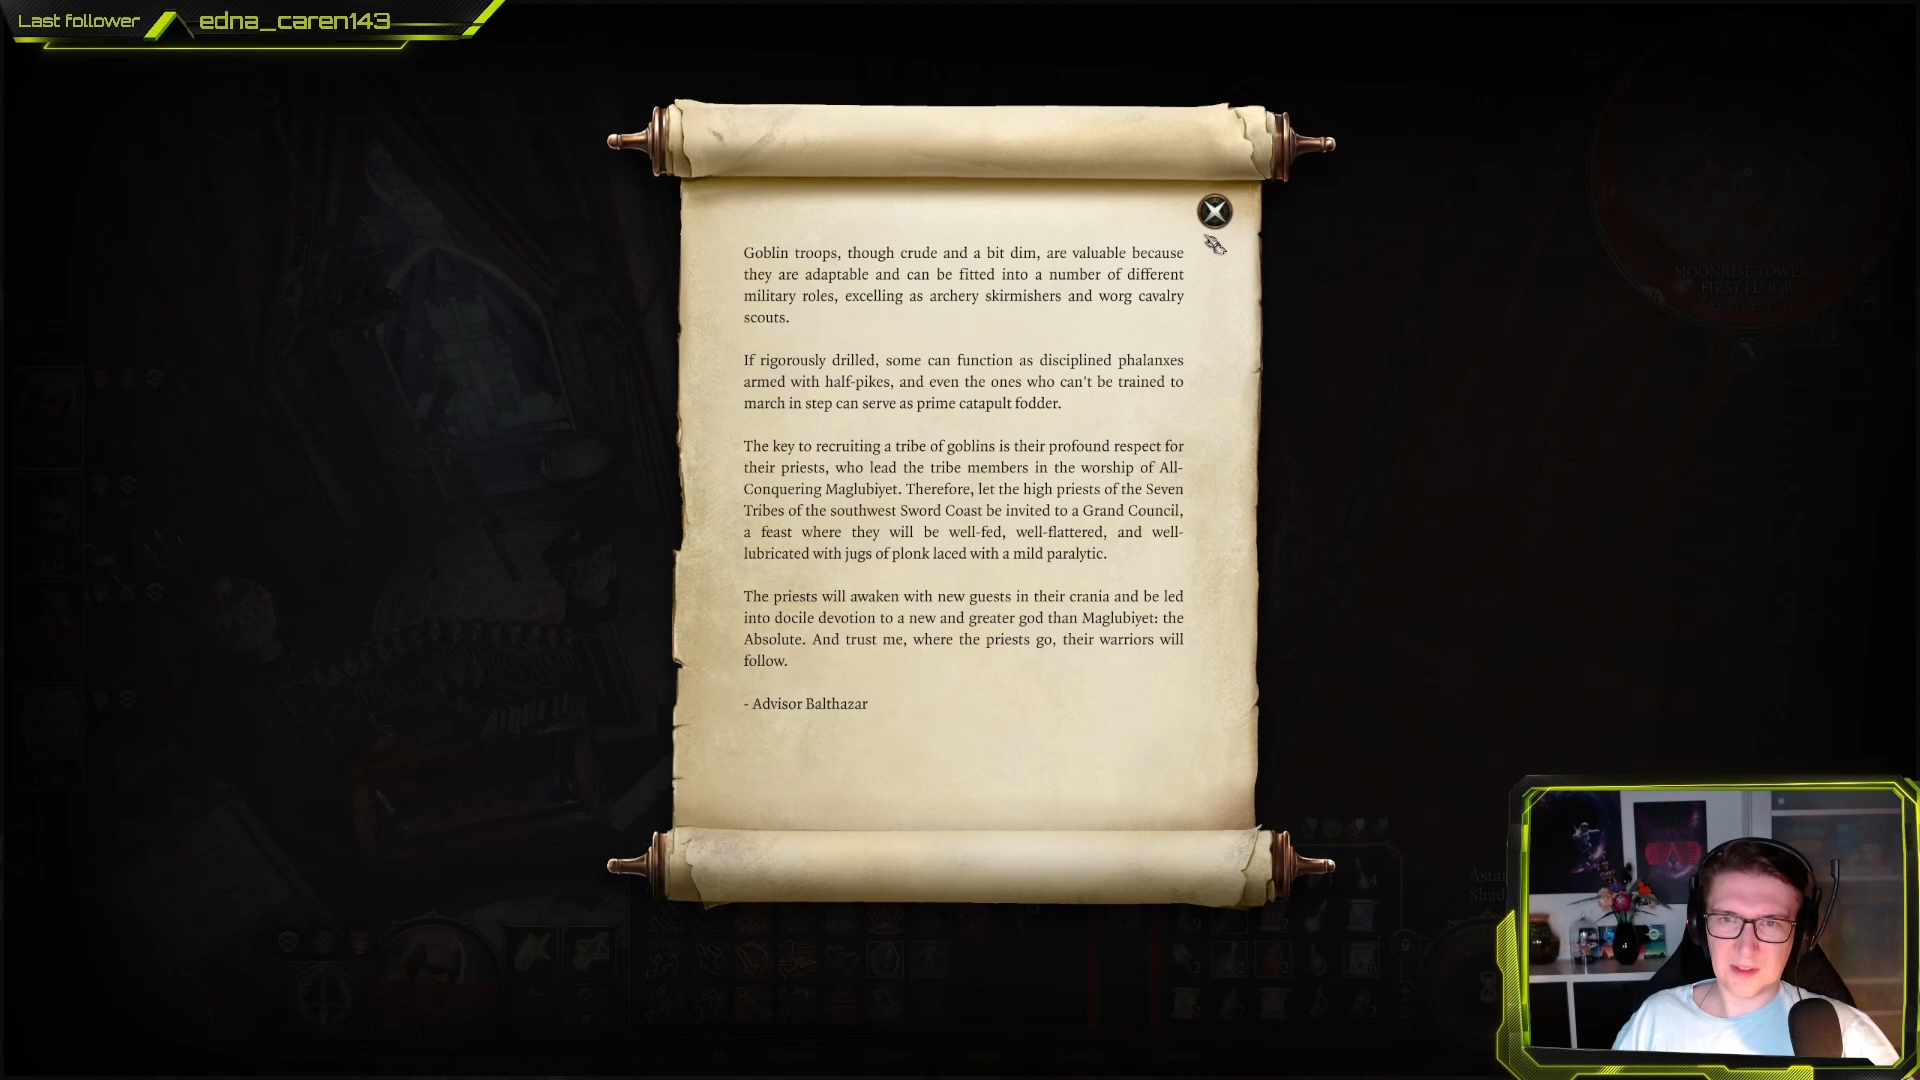 Last follower edna_caren143
Goblin troops, though crude and a bit dim, are valuable because
they are adaptable and can be fitted into a number of different
military roles, excelling as archery skirmishers and worg cavalry
scouts.
If rigorously drilled, some can function as disciplined phalanxes
armed with half-pikes, and even the ones who can't be trained to
march in step can serve as prime catapult fodder.
The key to recruiting a tribe of goblins is their profound respect for
their priests, who lead the tribe members in the worship of All-
Conquering Maglubiyet. Therefore, let the high priests of the Seven
Tribes of the southwest Sword Coast be invited to a Grand Council,
a feast where they will be well-fed, well-flattered, and well-
lubricated with jugs of plonk laced with a mild paralytic.
The priests will awaken with new guests in their crania and be led
into docile devotion to a new and greater god than Maglubiyet: the
Absolute. And trust me, where the priests go, their warriors will
follow.
- Advisor Balthazar
MOONRISE TOWERS,
FIRST FLOOR